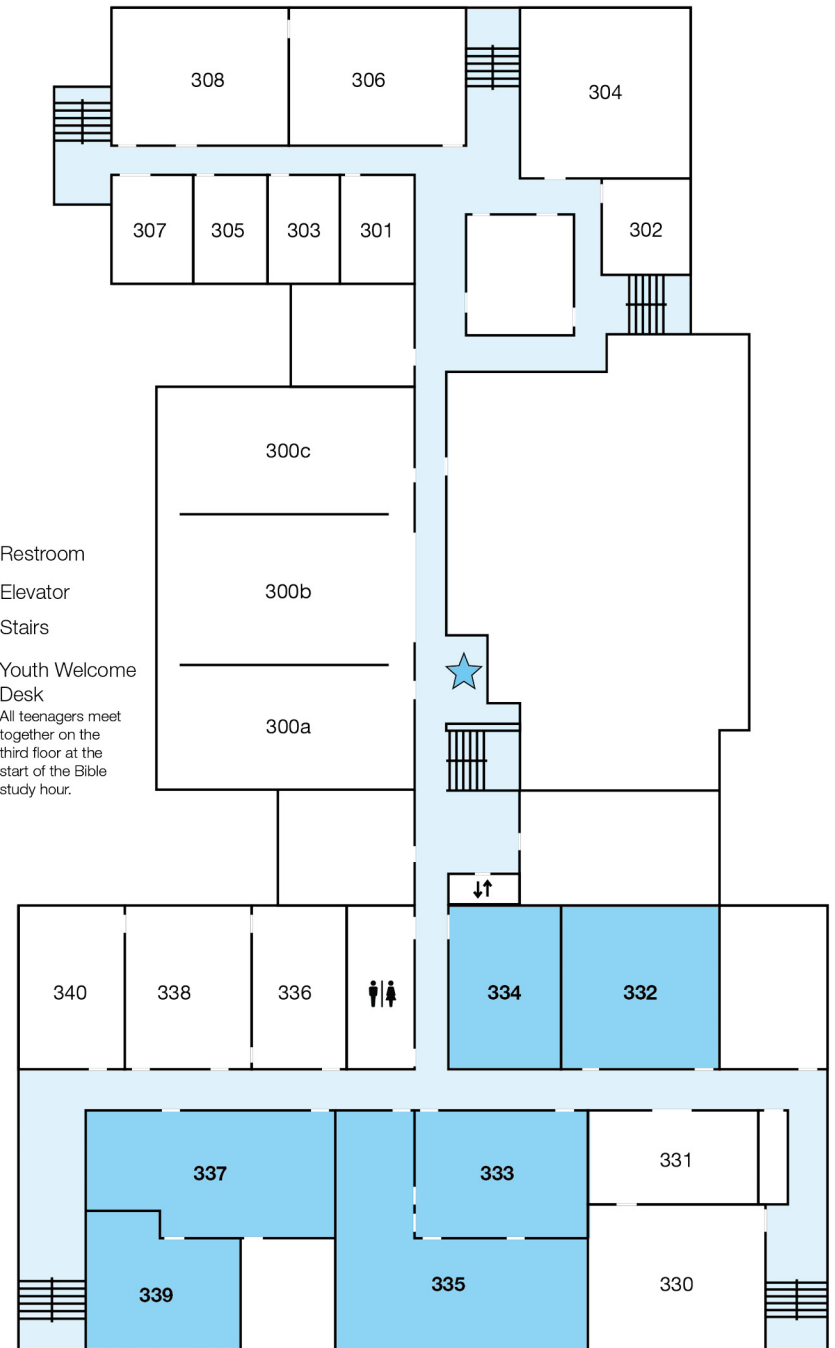 308
306
304
307
305
303
301
302
300c
300b
300a
Restroom
Elevator
Stairs
Youth Welcome
Desk
All teenagers meet
together on the
third floor at the
start of the Bible
study hour.
340
338
336
334
332
337
333
331
339
335
330